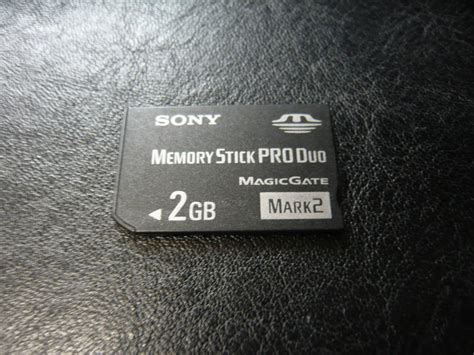 SONY
MEMORY STICK PRO DUO
MAGICGATE
2GB MARK2